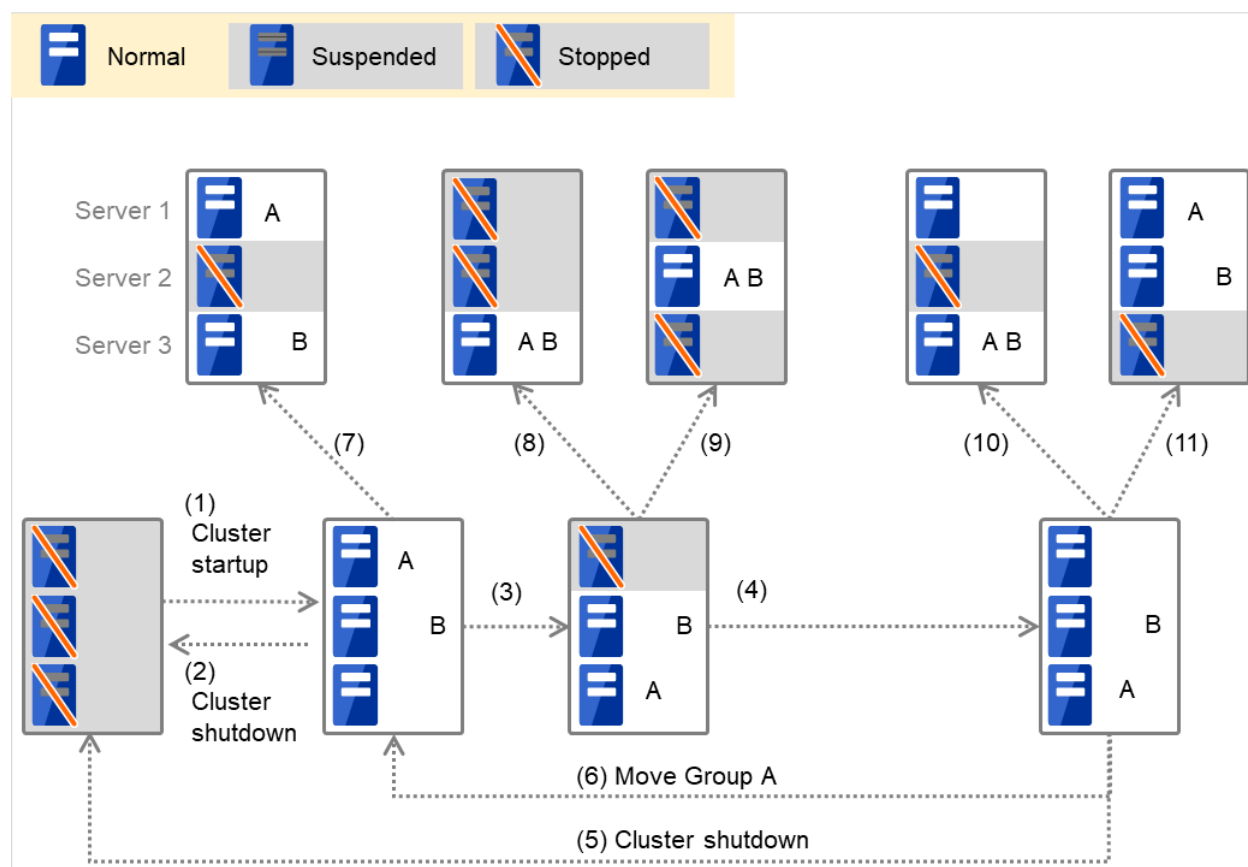 Normal
Suspended
Stopped
Server 1
A
A
Server 2
A B
B
Server 3
B
A B
A B
(7)
(8)
(9)
(10)
(11)
(1)
Cluster
startup
A
(3)
(4)
B
B
B
(2)
Cluster
shutdown
A
A
(6) Move Group A
(5) Cluster shutdown